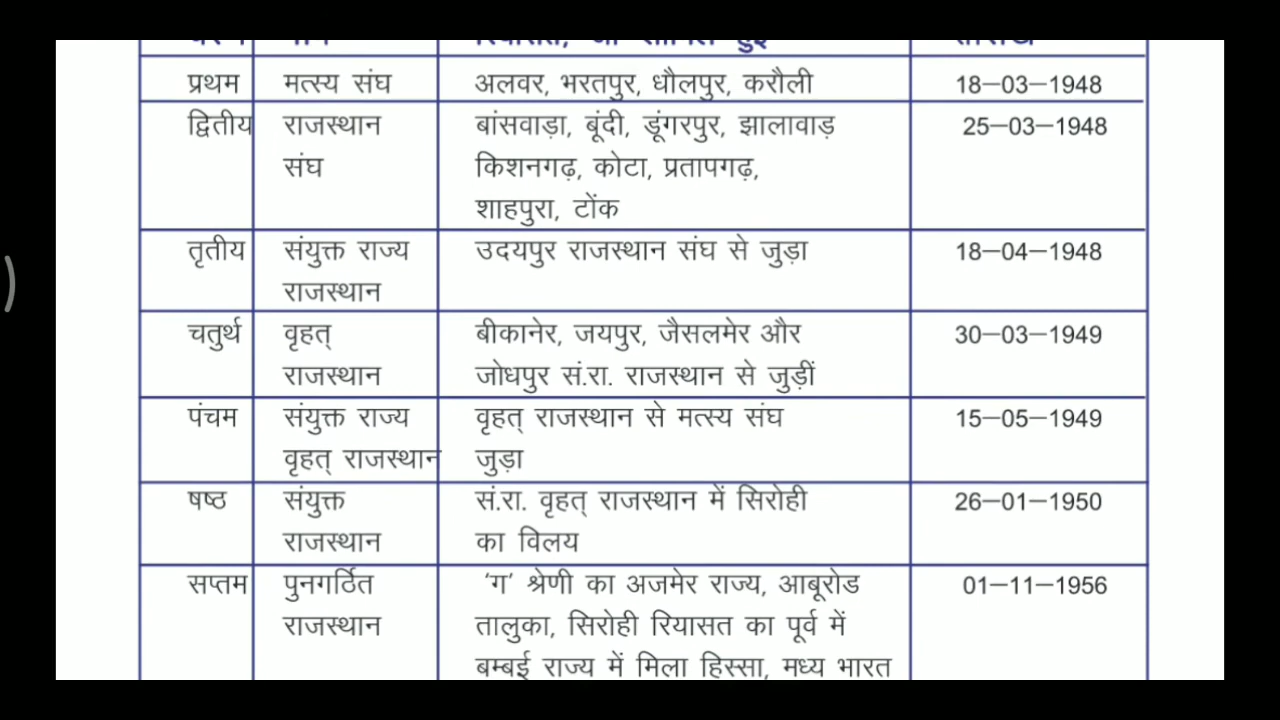 प्रथम मत्स्य संघ अलवर, भरतपुर, धौलपुर, करौली 18–03–1948
द्वितीय राजस्थान बांसवाड़ा, बूंदी, डूंगरपुर, झालावाड़ 25–03–1948
संघ किशनगढ़, कोटा, प्रतापगढ़,
शाहपुरा, टोंक
तृतीय संयुक्त राज्य उदयपुर राजस्थान संघ से जुड़ा 18–04–1948
राजस्थान
चतुर्थ वृहत् बीकानेर, जयपुर, जैसलमेर और 30–03–1949
राजस्थान जोधपुर सं.रा. राजस्थान से जुड़ीं
पंचम संयुक्त राज्य वृहत् राजस्थान से मत्स्य संघ 15–05–1949
वृहत् राजस्थान जुड़ा
षष्ठ संयुक्त सं.रा. वृहत् राजस्थान में सिरोही 26–01–1950
राजस्थान का विलय
सप्तम पुनगर्ठित 'ग' श्रेणी का अजमेर राज्य, आबूरोड 01–11–1956
राजस्थान तालुका, सिरोही रियासत का पूर्व में
बम्बई राज्य में मिला हिस्सा, मध्य भारत